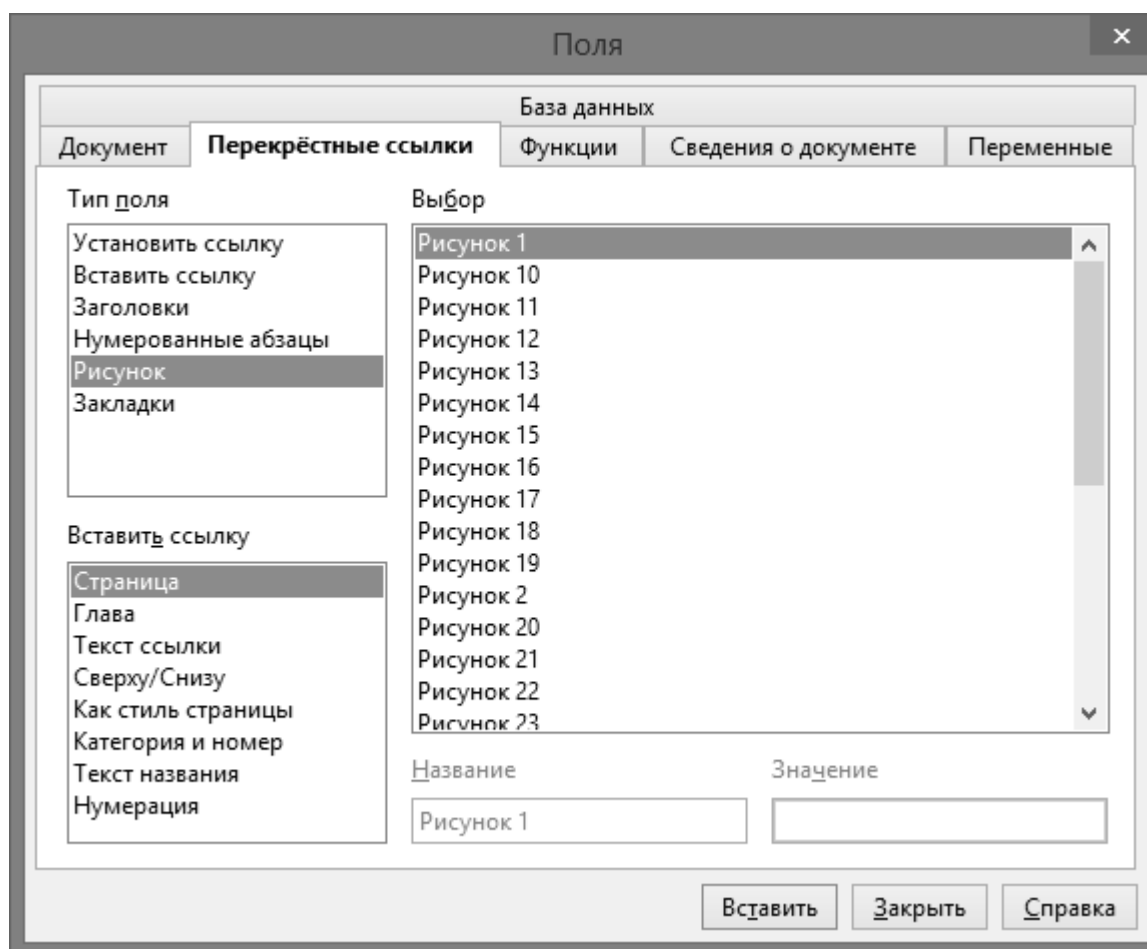 Поля
База данных
Документ Перекрёстные ссылки Функции Сведения о документе Переменные
Тип поля
Установить ссылку
Вставить ссылку
Заголовки
Нумерованные абзацы
Рисунок
Закладки
Вставить ссылку
Страница
Глава
Текст ссылки
Сверху/Снизу
Как стиль страницы
Категория и номер
Текст названия
Нумерация
Выбор
Рисунок 1
Рисунок 10
Рисунок 11
Рисунок 12
Рисунок 13
Рисунок 14
Рисунок 15
Рисунок 16
Рисунок 17
Рисунок 18
Рисунок 19
Рисунок 2
Рисунок 20
Рисунок 21
Рисунок 22
Рисунок 23
Название Значение
Рисунок 1
Вставить Закрыть Справка